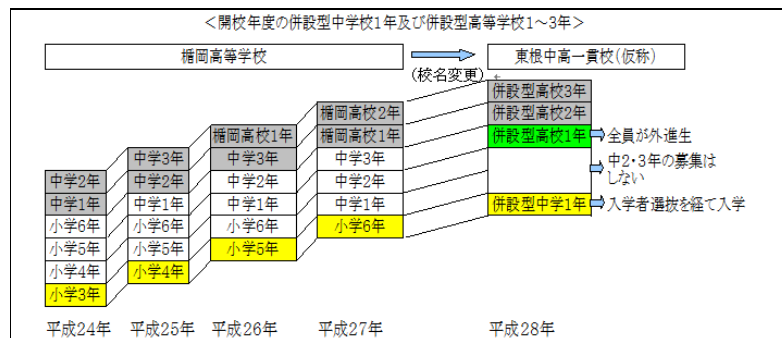 ＜開校年度の併設型中学校1年及び併設型高等学校1～3年＞
楯岡高等学校
(校名変更)
東根中高一貫校(仮称)
中学2年
中学1年
小学6年
小学5年
小学4年
小学3年
中学3年
中学2年
中学1年
小学6年
小学5年
小学4年
楯岡高校1年
中学3年
中学2年
中学1年
小学6年
小学5年
楯岡高校2年
楯岡高校1年
中学3年
中学2年
中学1年
小学6年
併設型高校3年
併設型高校2年
併設型高校1年
全員が外進生
中2・3年の募集は
しない
併設型中学1年
入学者選抜を経て入学
平成24年
平成25年
平成26年
平成27年
平成28年